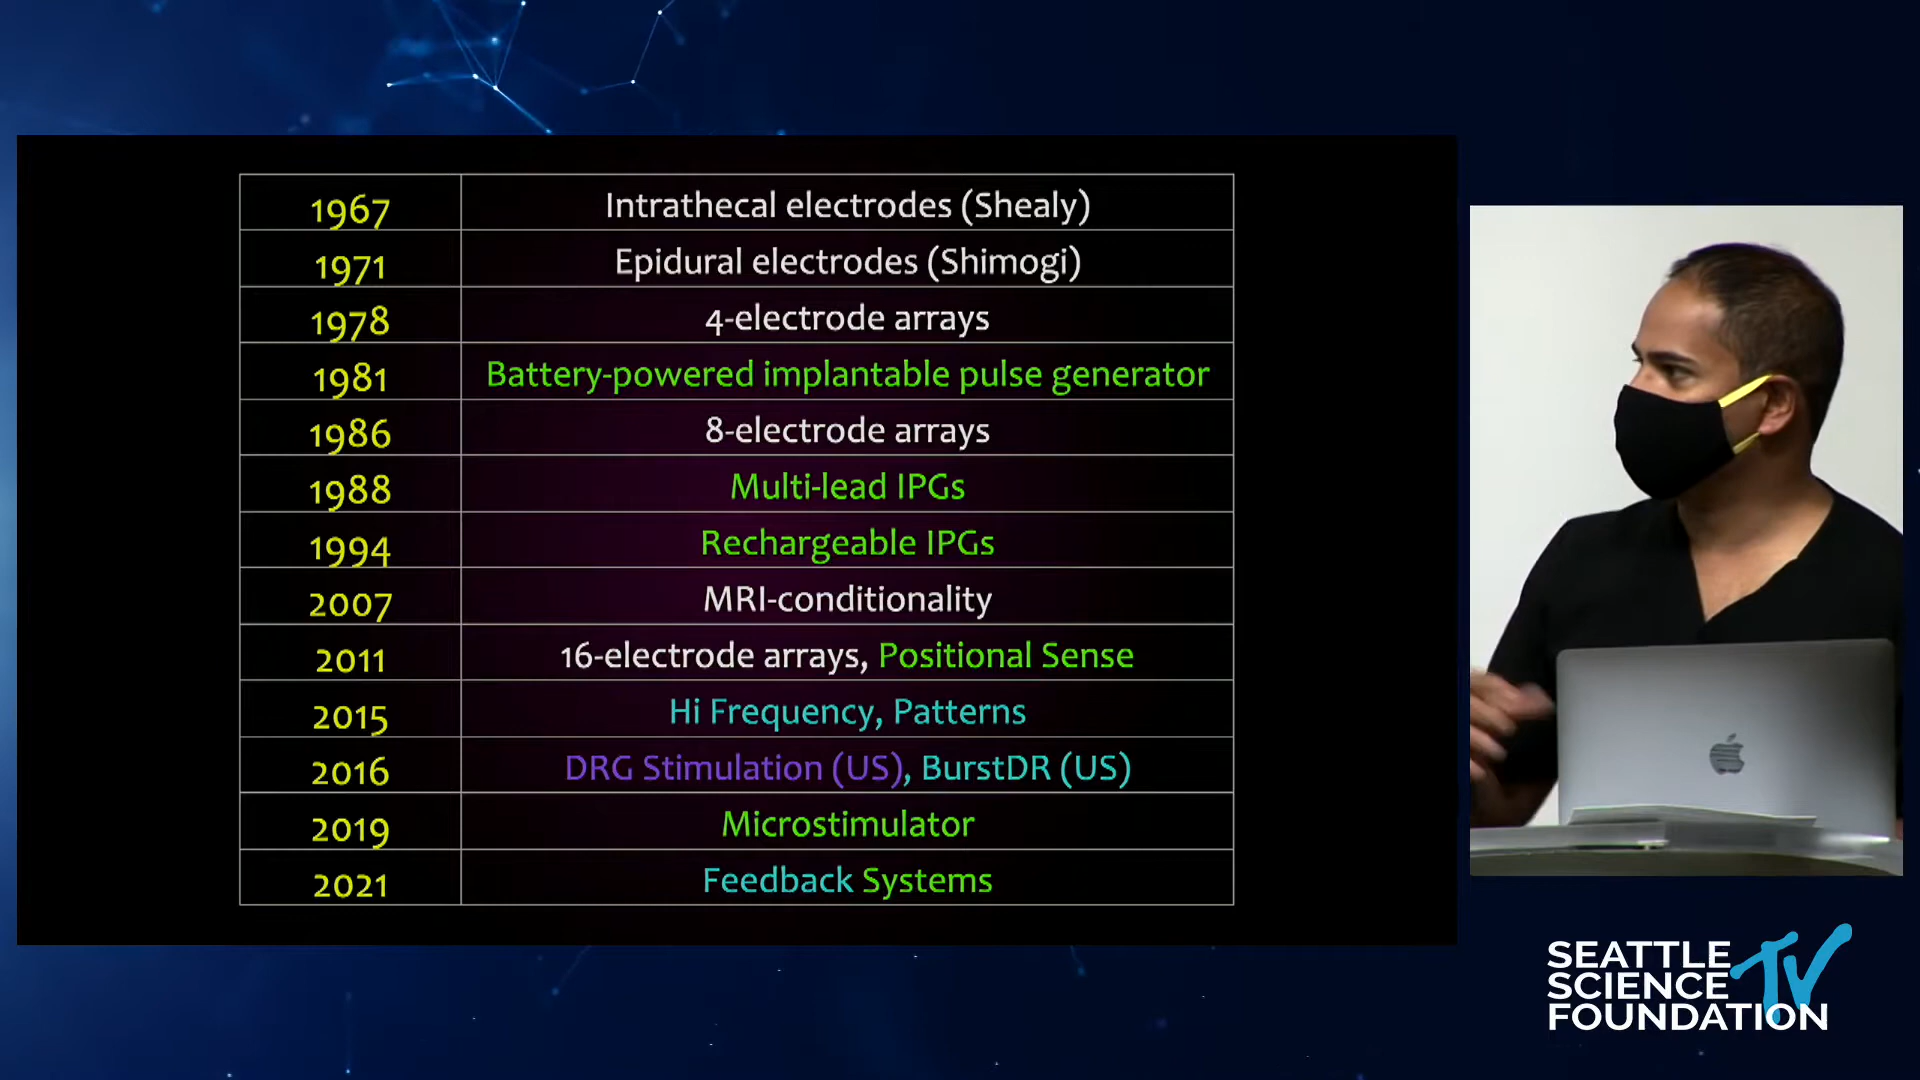 1967 Intrathecal electrodes (Shealy)
1971 Epidural electrodes (Shimogi)
1978 4-electrode arrays
1981 Battery-powered implantable pulse generator
1986 8-electrode arrays
1988 Multi-lead IPGs
1994 Rechargeable IPGs
2007 MRI-conditionality
2011 16-electrode arrays, Positional Sense
2015 Hi Frequency, Patterns
2016 DRG Stimulation (US), BurstDR (US)
2019 Microstimulator
2021 Feedback Systems
SEATTLE
SCIENCE TV
FOUNDATION